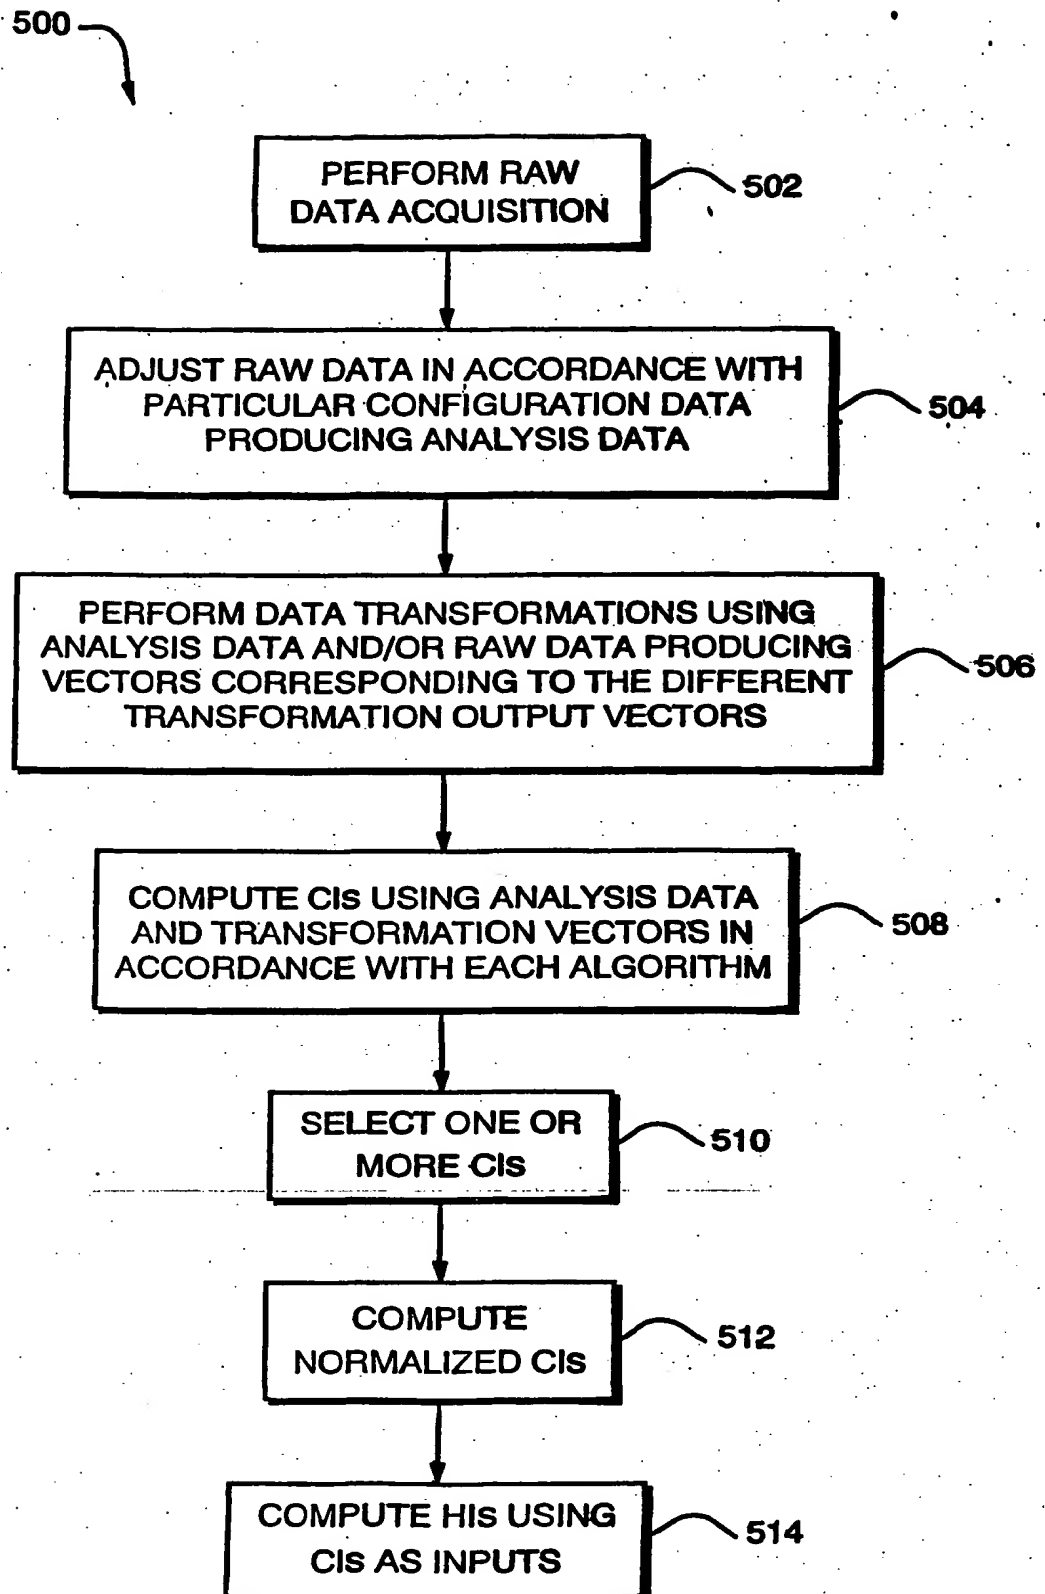 500
PERFORM RAW
DATA ACQUISITION
502
ADJUST RAW DATA IN ACCORDANCE WITH
PARTICULAR CONFIGURATION DATA
PRODUCING ANALYSIS DATA
504
PERFORM DATA TRANSFORMATIONS USING
ANALYSIS DATA AND/OR RAW DATA PRODUCING
VECTORS CORRESPONDING TO THE DIFFERENT
TRANSFORMATION OUTPUT VECTORS
506
COMPUTE CIs USING ANALYSIS DATA
AND TRANSFORMATION VECTORS IN
ACCORDANCE WITH EACH ALGORITHM
508
SELECT ONE OR
MORE CIs
510
COMPUTE
NORMALIZED CIs
512
COMPUTE HIs USING
CIs AS INPUTS
514